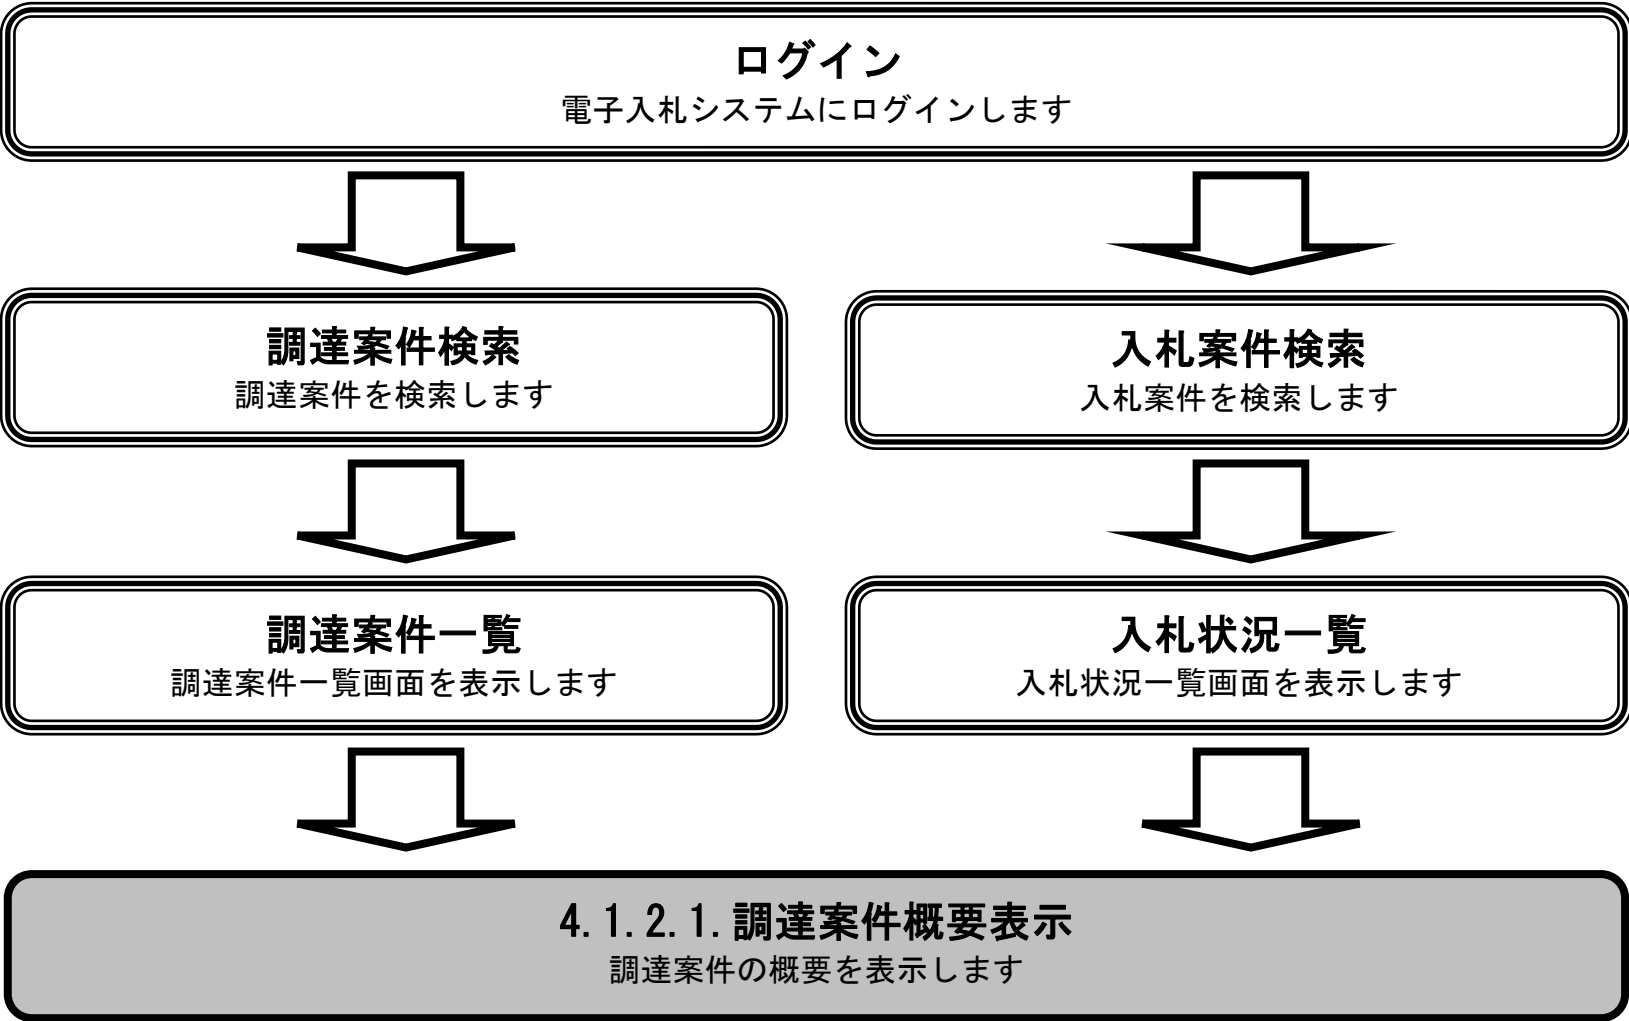 ログイン
電子入札システムにログインします
調達案件検索
調達案件を検索します
入札案件検索
入札案件を検索します
調達案件一覧
調達案件一覧画面を表示します
入札状況一覧
入札状況一覧画面を表示します
4.1.2.1.調達案件概要表示
調達案件の概要を表示します